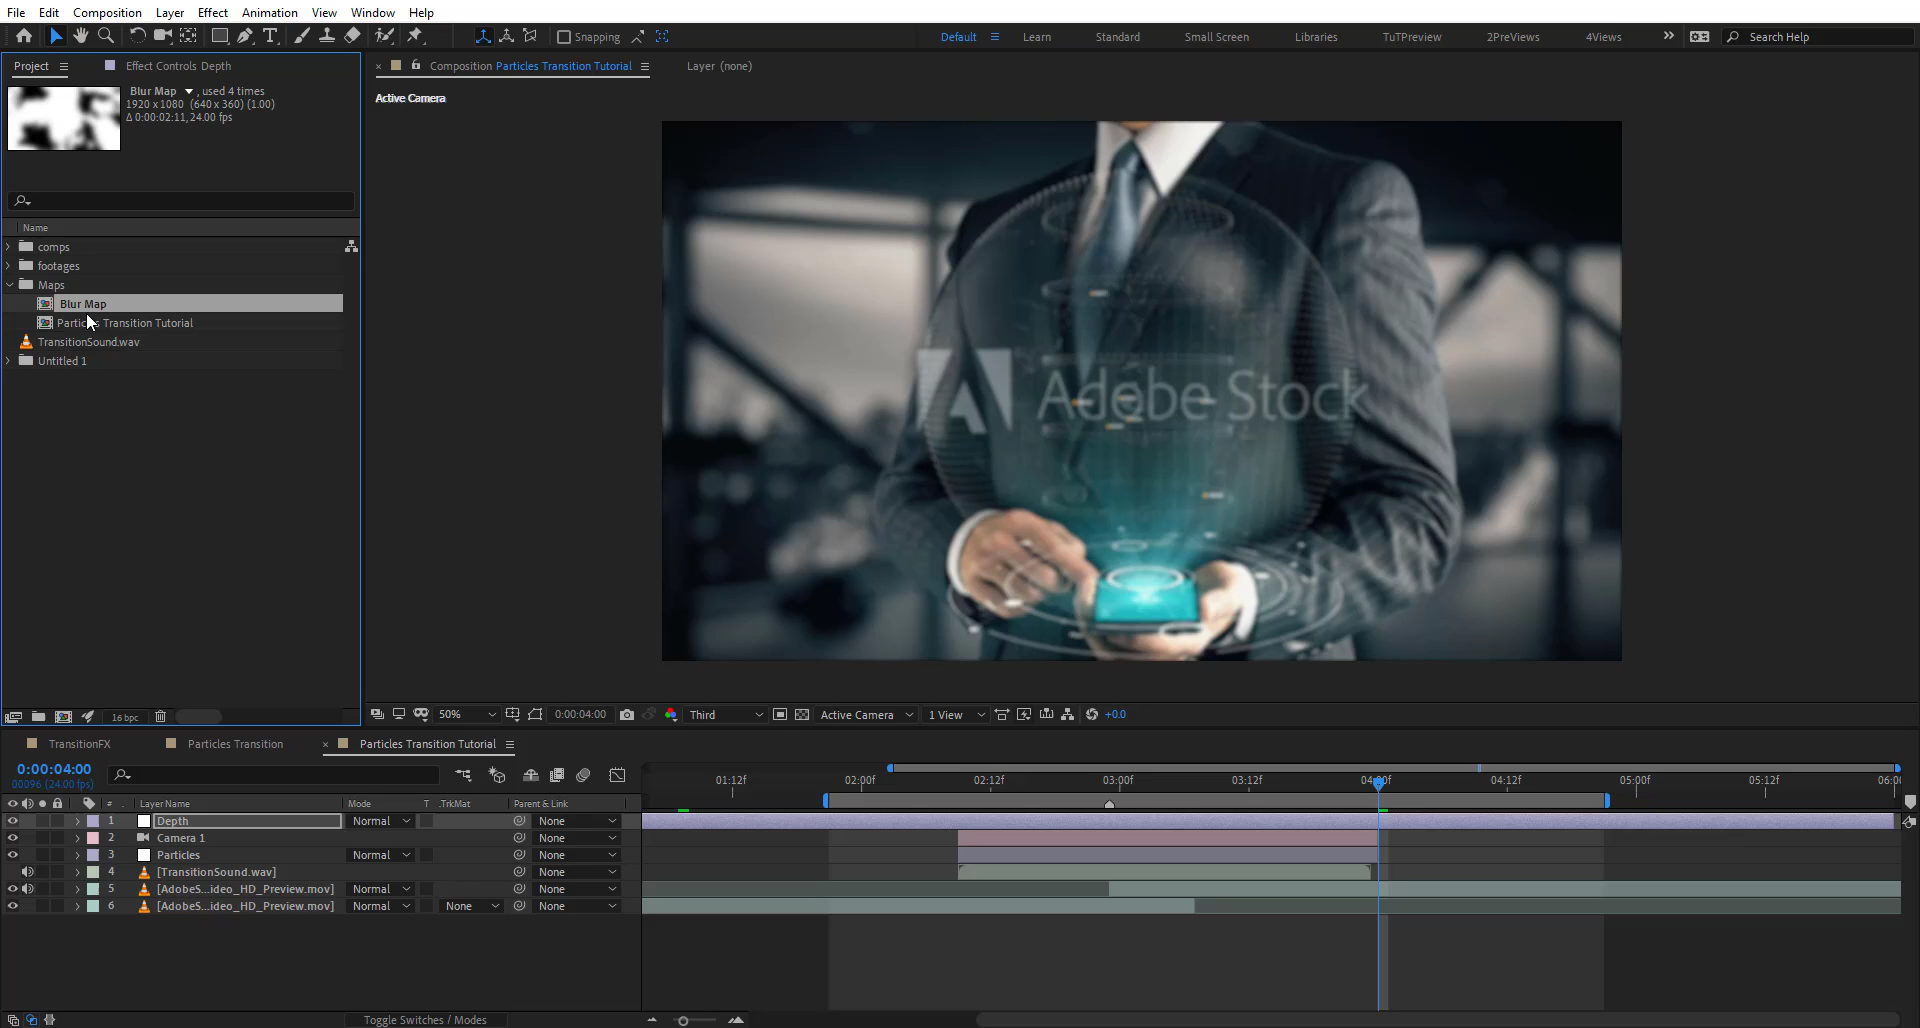 File Edit Composition Layer Effect Animation View Window Help
Snapping
Default Learn Standard Small Screen Libraries TuTPreview 2PreViews 4Views
Search Help
Project Effect Controls Depth
Composition Particles Transition Tutorial Layer (none)
Blur Map , used 4 times
1920 x 1080 (640 x 360) (1.00)
Δ 0:00:02:11, 24.00 fps
Active Camera
Name
comps
footages
Maps
Blur Map
Particles Transition Tutorial
TransitionSound.wav
Untitled 1
Adobe Stock
16 bpc
50% 0:00:04:00 Third Active Camera 1 View +0.0
TransitionFX Particles Transition Particles Transition Tutorial
0:00:04:00
00096 (24.00 fps)
01:12f 02:00f 02:12f 03:00f 03:12f 04:00f 04:12f 05:00f 05:12f 06:00
# . Layer Name Mode T .TrkMat Parent & Link
1 Depth Normal None
2 Camera 1 None
3 Particles Normal None
4 [TransitionSound.wav] None
5 [AdobeS...ideo_HD_Preview.mov] Normal None
6 [AdobeS...ideo_HD_Preview.mov] Normal None None
Toggle Switches / Modes